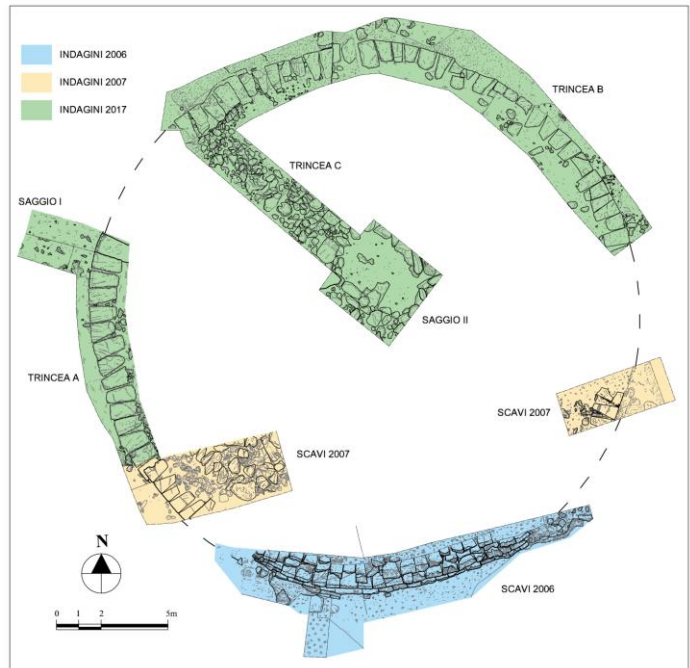 INDAGINI 2006
INDAGINI 2007
INDAGINI 2017
TRINCEA B
TRINCEA C
SAGGIO I
SAGGIO II
TRINCEA A
SCAVI 2007
SCAVI 2007
SCAVI 2006
N
0 1 2 5m